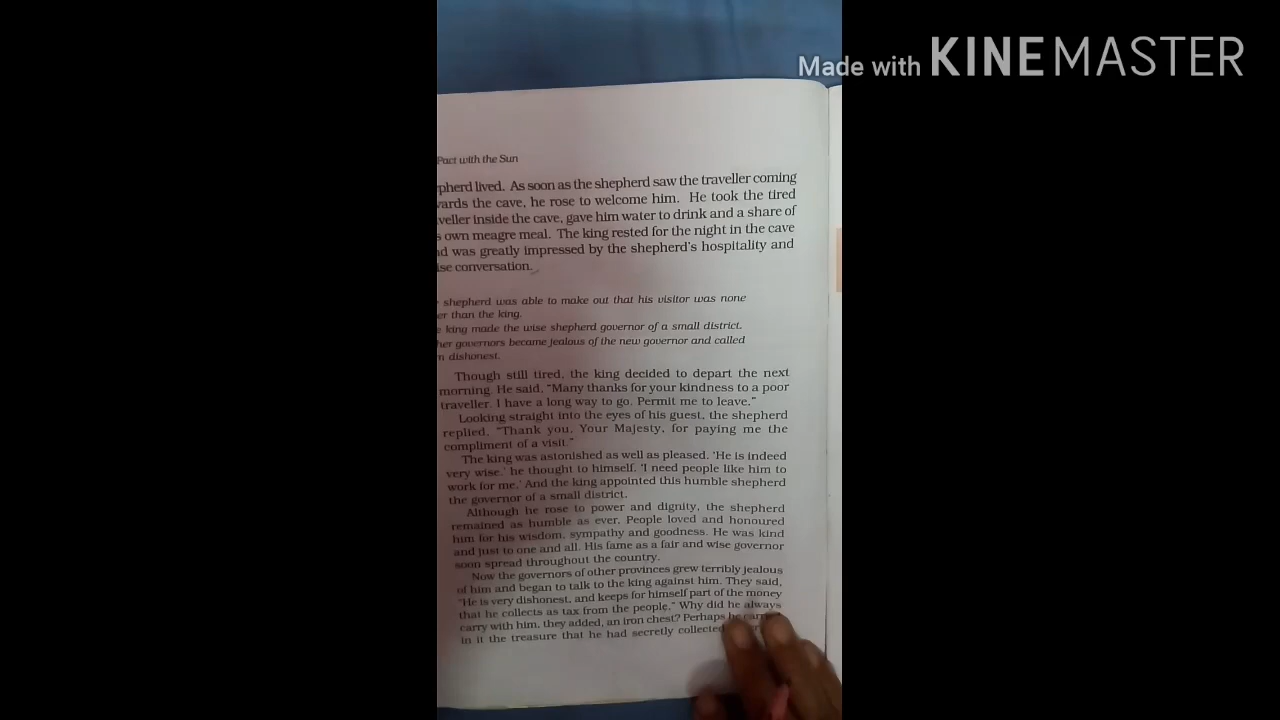 Made with KINEMASTER
Pact with the Sun
pherd lived. As soon as the shepherd saw the traveller coming
wards the cave, he rose to welcome him. He took the tired
veller inside the cave, gave him water to drink and a share of
s own meagre meal. The king rested for the night in the cave
nd was greatly impressed by the shepherd's hospitality and
ise conversation.
shepherd was able to make out that his visitor was none
er than the king.
e king made the wise shepherd governor of a small district.
her governors became jealous of the new governor and called
m dishonest.
Though still tired, the king decided to depart the next
morning. He said, "Many thanks for your kindness to a poor
traveller. I have a long way to go. Permit me to leave."
Looking straight into the eyes of his guest, the shepherd
replied, "Thank you, Your Majesty, for paying me the
compliment of a visit."
The king was astonished as well as pleased. 'He is indeed
very wise,' he thought to himself. 'I need people like him to
work for me.' And the king appointed this humble shepherd
the governor of a small district.
Although he rose to power and dignity, the shepherd
remained as humble as ever. People loved and honoured
him for his wisdom, sympathy and goodness. He was kind
and just to one and all. His fame as a fair and wise governor
soon spread throughout the country.
Now the governors of other provinces grew terribly jealous
of him and began to talk to the king against him. They said,
"He is very dishonest, and keeps for himself part of the money
that he collects as tax from the people." Why did he always
carry with him, they added, an iron chest? Perhaps he
in it the treasure that he had secretly collected